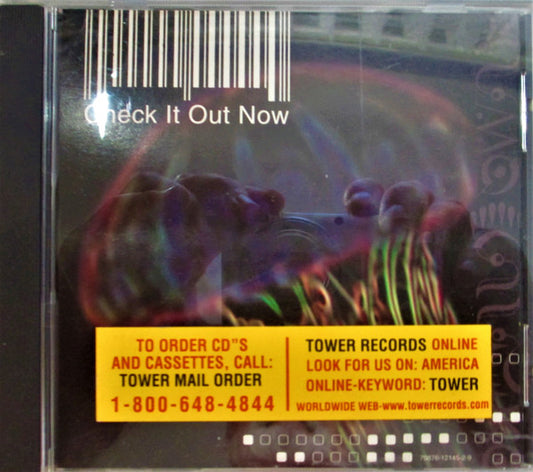 Check It Out Now
TO ORDER CD"S
AND CASSETTES, CALL:
TOWER MAIL ORDER
1-800-648-4844
TOWER RECORDS ONLINE
LOOK FOR US ON: AMERICA
ONLINE-KEYWORD: TOWER
WORLDWIDE WEB-www.towerrecords.com